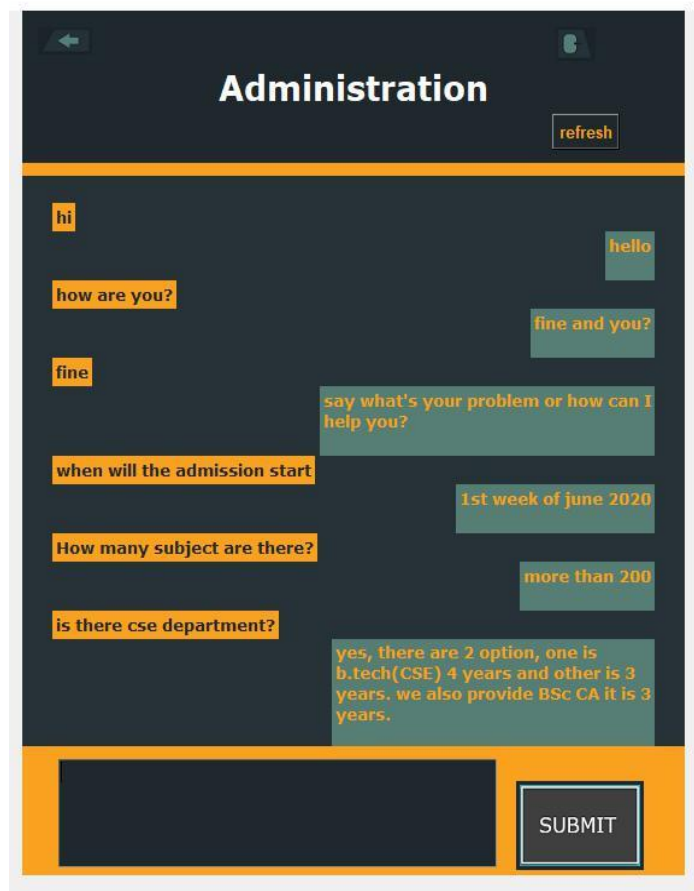 Administration
refresh
hi
hello
how are you?
fine and you?
fine
say what's your problem or how can I
help you?
when will the admission start
1st week of june 2020
How many subject are there?
more than 200
is there cse department?
yes, there are 2 option, one is
b.tech(CSE) 4 years and other is 3
years. we also provide BSc CA it is 3
years.
SUBMIT